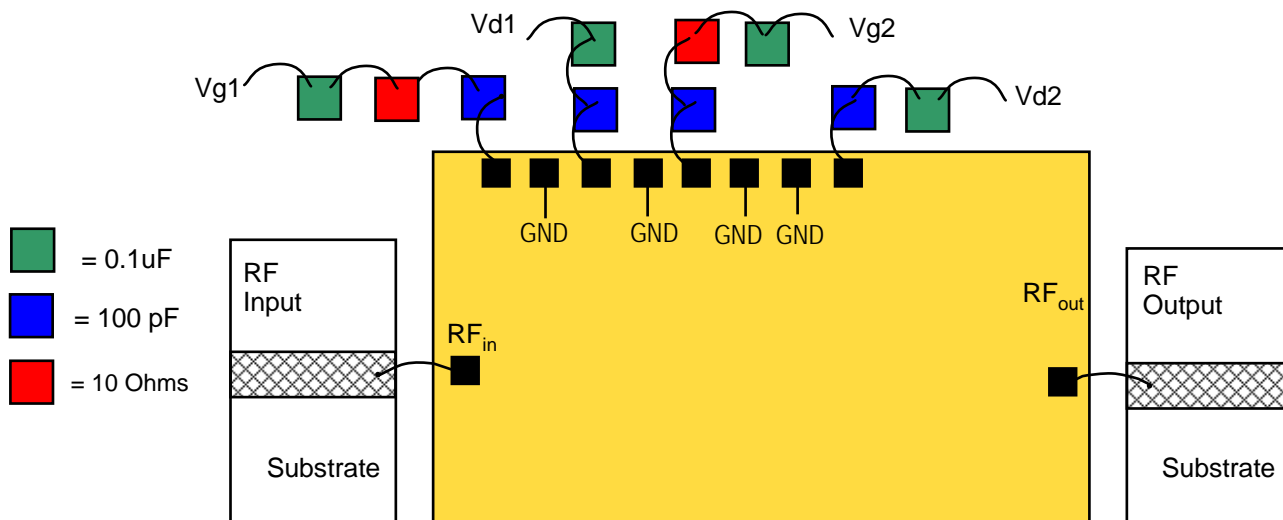 Vd1
Vg2
Vg1
Vd2
GND
GND
GND
GND
= 0.1uF
= 100 pF
= 10 Ohms
RF
Input
RFin
Substrate
RFout
RF
Output
Substrate